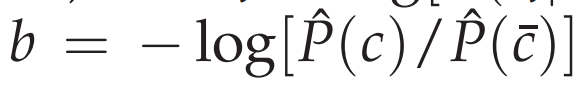 b = − log[P̂(c)/P̂(c̄)]